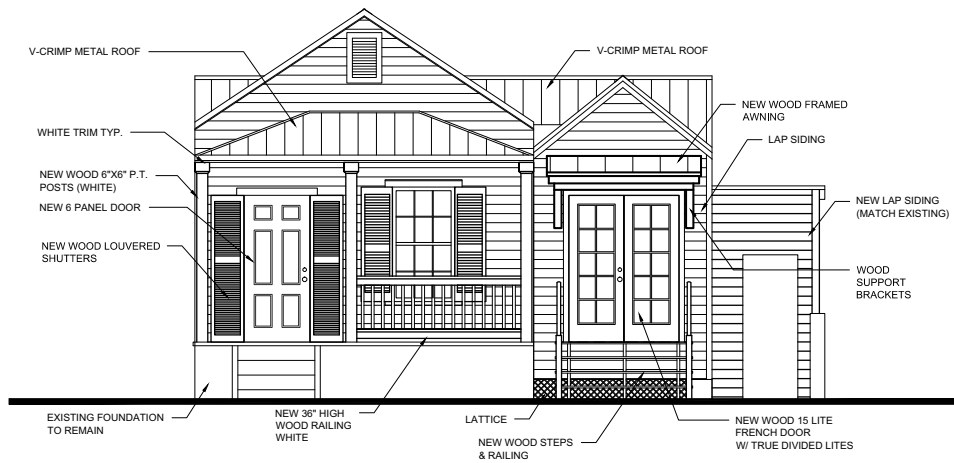 V-CRIMP METAL ROOF
V-CRIMP METAL ROOF
NEW WOOD FRAMED
AWNING
WHITE TRIM TYP.
LAP SIDING
NEW WOOD 6"X6" P.T.
POSTS (WHITE)
NEW 6 PANEL DOOR
NEW LAP SIDING
(MATCH EXISTING)
NEW WOOD LOUVERED
SHUTTERS
WOOD
SUPPORT
BRACKETS
EXISTING FOUNDATION
TO REMAIN
NEW 36" HIGH
WOOD RAILING
WHITE
LATTICE
NEW WOOD STEPS
& RAILING
NEW WOOD 15 LITE
FRENCH DOOR
W/ TRUE DIVIDED LITES